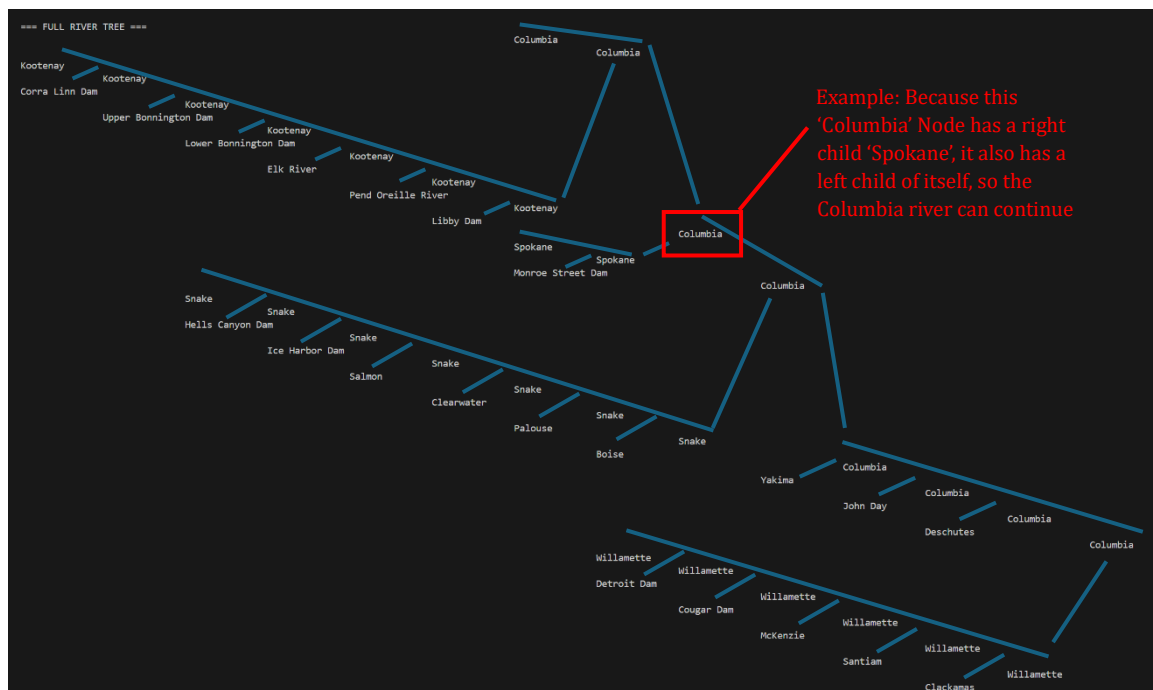 === FULL RIVER TREE ===
Columbia
Columbia
Kootenay
Kootenay
Corra Linn Dam
Kootenay
Upper Bonnington Dam
Kootenay
Lower Bonnington Dam
Kootenay
Elk River
Kootenay
Pend Oreille River
Kootenay
Libby Dam
Example: Because this
‘Columbia’ Node has a right
child ‘Spokane’, it also has a
left child of itself, so the
Columbia river can continue
Columbia
Spokane
Spokane
Monroe Street Dam
Columbia
Snake
Snake
Hells Canyon Dam
Snake
Ice Harbor Dam
Snake
Salmon
Snake
Clearwater
Snake
Palouse
Snake
Boise
Columbia
Yakima
Columbia
John Day
Columbia
Deschutes
Columbia
Willamette
Willamette
Detroit Dam
Willamette
Cougar Dam
Willamette
McKenzie
Willamette
Santiam
Willamette
Clackamas